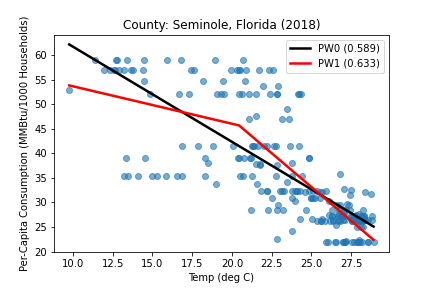 County: Seminole, Florida (2018)
Per-Capita Consumption (MMBtu/1000 Households)
60
55
50
45
40
35
30
25
20
PW0 (0.589)
PW1 (0.633)
10.0 12.5 15.0 17.5 20.0 22.5 25.0 27.5
Temp (deg C)